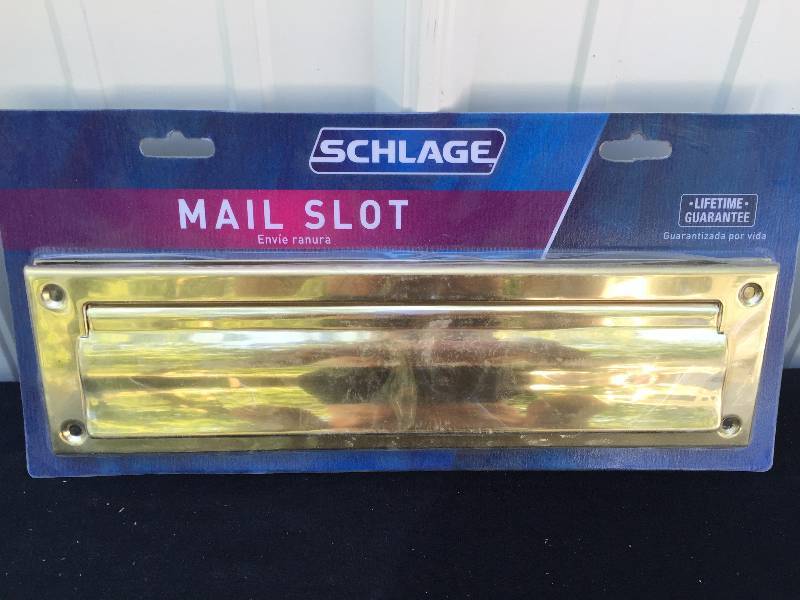 SCHLAGE
MAIL SLOT
Envíe ranura
•LIFETIME•
GUARANTEE
Guarantizada por vida